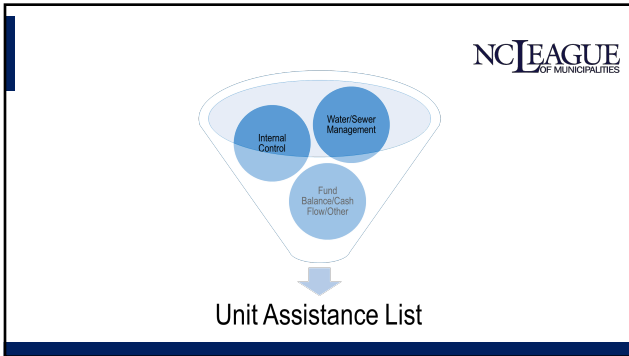 NCLEAGUE
OF MUNICIPALITIES
Water/Sewer
Management
Internal
Control
Fund
Balance/Cash
Flow/Other
Unit Assistance List